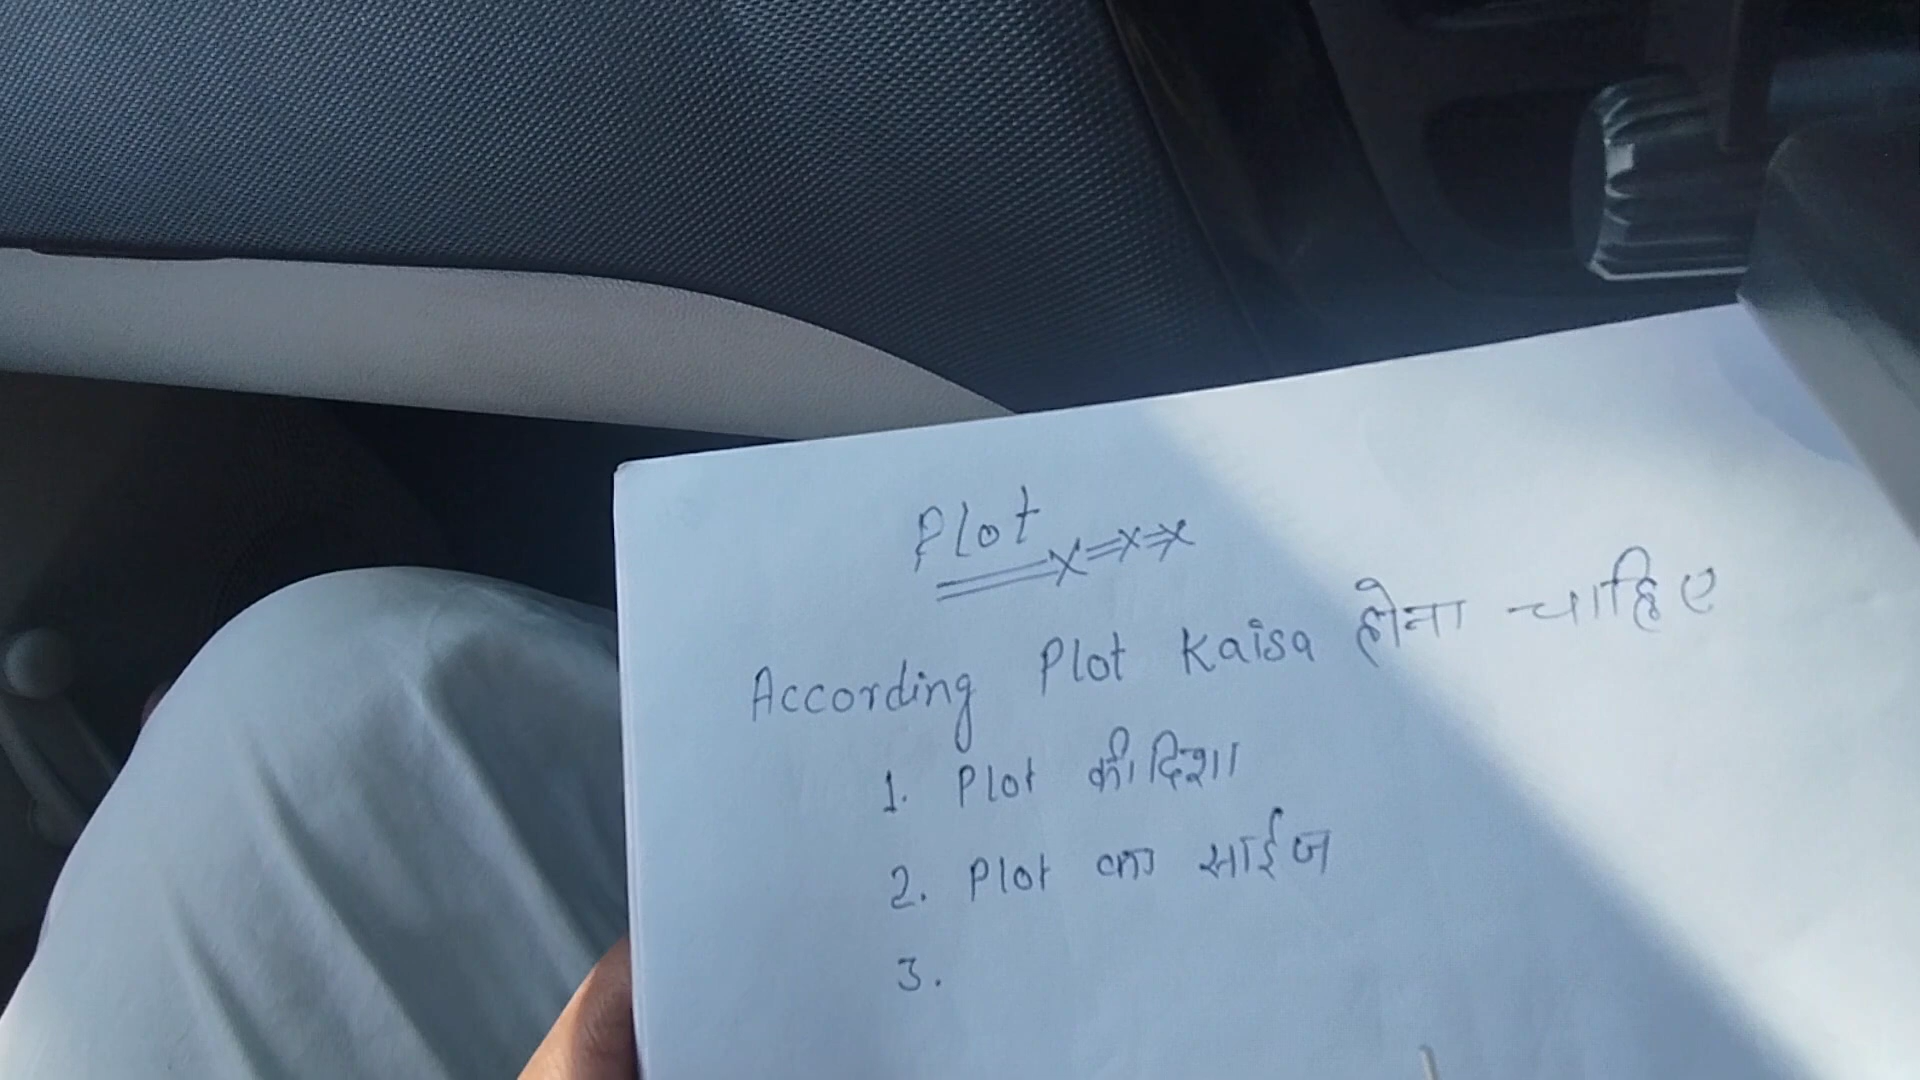 Plot
According Plot Kaisa होना चाहिए
1. Plot की दिशा
2. Plot का साईज
3.